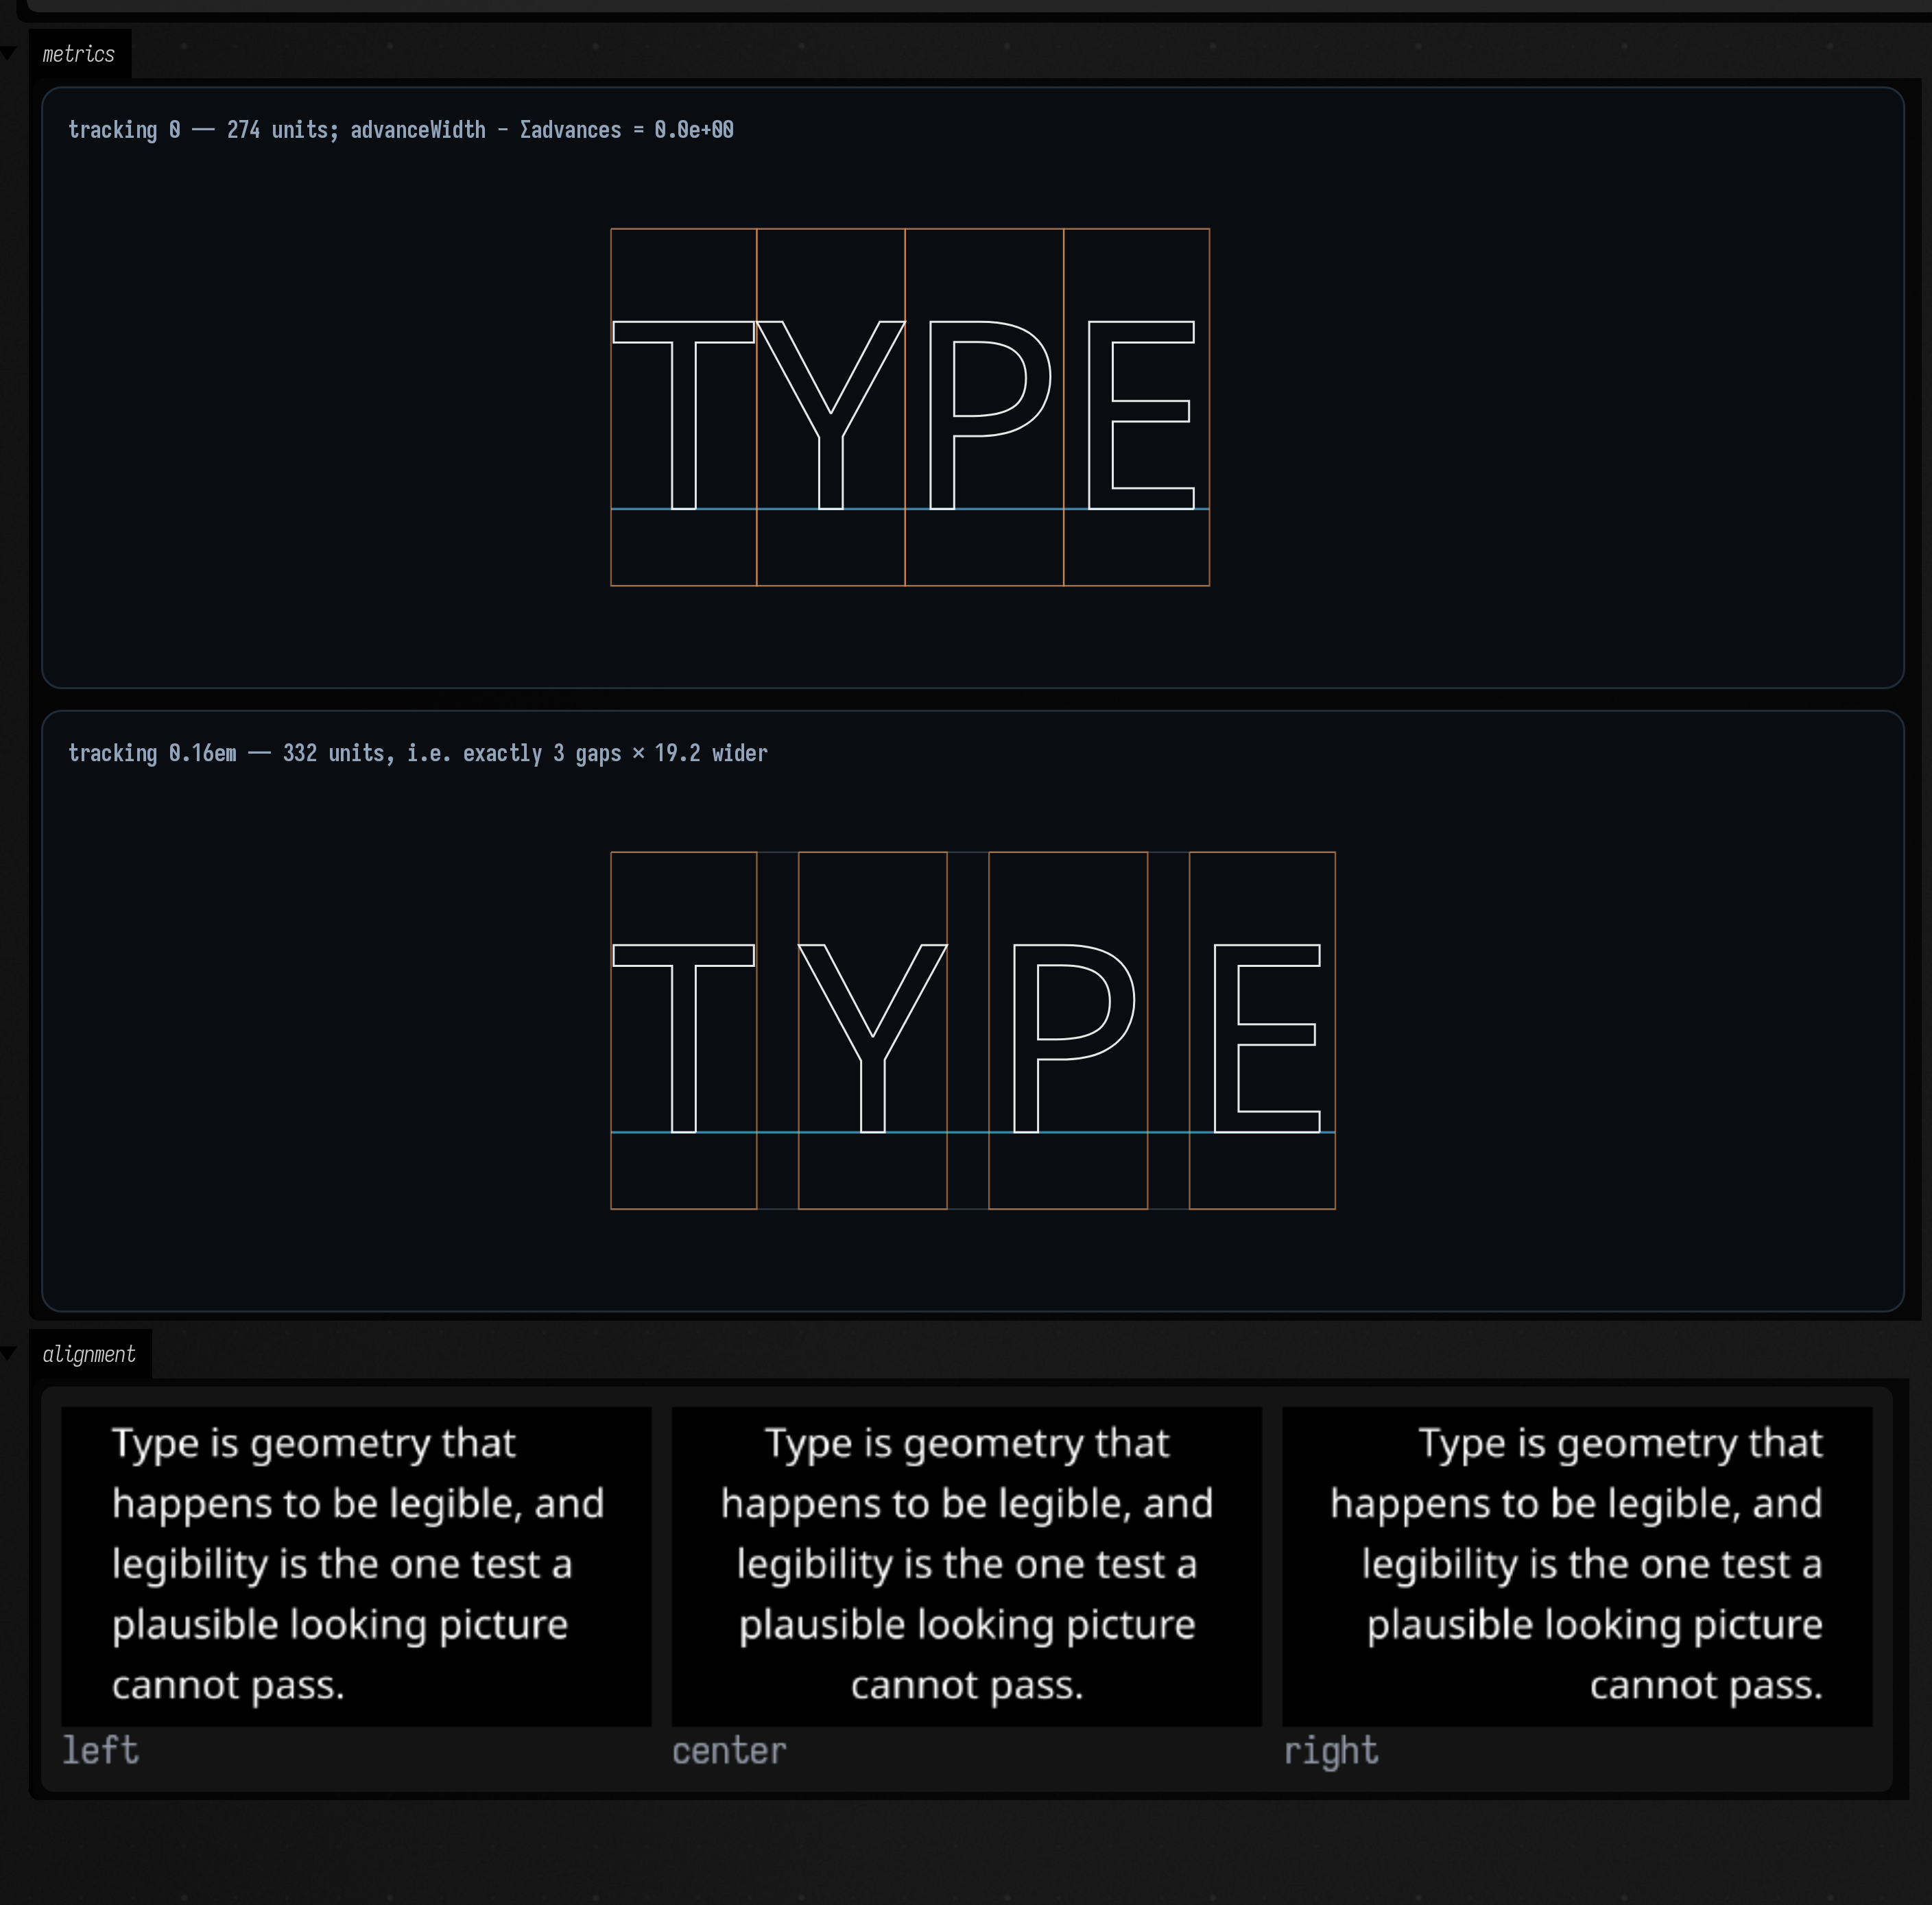 metrics
tracking 0 — 274 units; advanceWidth − Σadvances = 0.0e+00
TYPE
tracking 0.16em — 332 units, i.e. exactly 3 gaps × 19.2 wider
TYPE
alignment
Type is geometry that
happens to be legible, and
legibility is the one test a
plausible looking picture
cannot pass.
left
Type is geometry that
happens to be legible, and
legibility is the one test a
plausible looking picture
cannot pass.
center
Type is geometry that
happens to be legible, and
legibility is the one test a
plausible looking picture
cannot pass.
right